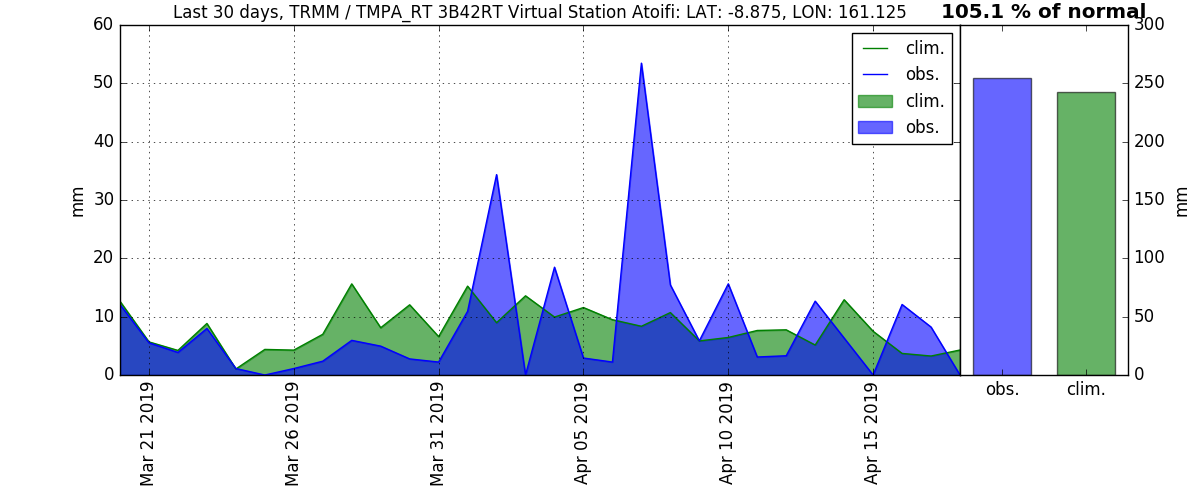 Last 30 days, TRMM / TMPA_RT 3B42RT Virtual Station Atoifi: LAT: -8.875, LON: 161.125
105.1 % of normal
60
50
40
30
20
10
0
mm
clim.
obs.
clim.
obs.
300
250
200
150
100
50
0
mm
obs.
clim.
Mar 21 2019
Mar 26 2019
Mar 31 2019
Apr 05 2019
Apr 10 2019
Apr 15 2019